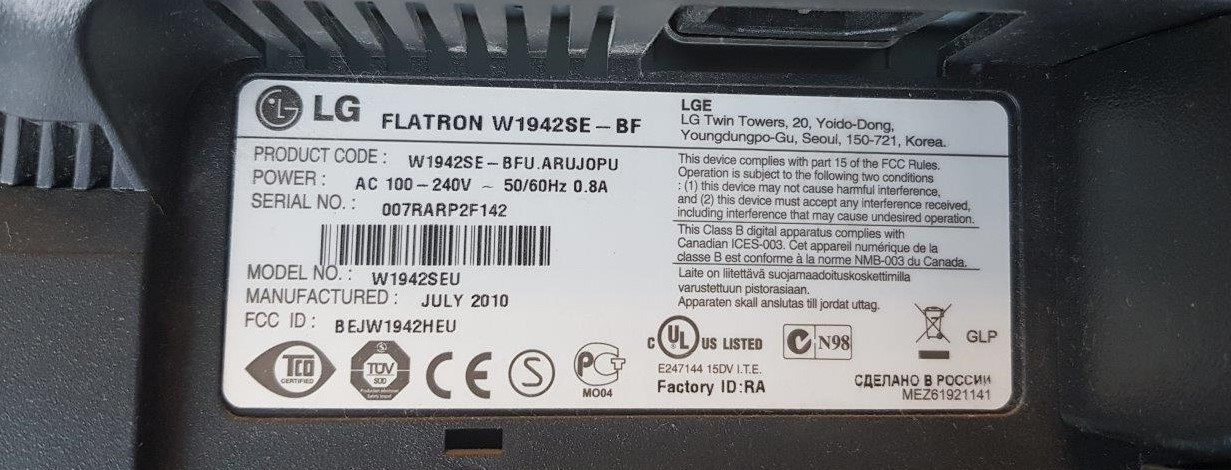 LG FLATRON W1942SE-BF
LGE
LG Twin Towers, 20, Yoido-Dong,
Youngdungpo-Gu, Seoul, 150-721, Korea.
PRODUCT CODE : W1942SE-BFU.ARUJOPU
POWER : AC 100-240V ~ 50/60Hz 0.8A
SERIAL NO. : 007RARP2F142
MODEL NO. : W1942SEU
MANUFACTURED : JULY 2010
FCC ID : BEJW1942HEU
This device complies with part 15 of the FCC Rules.
Operation is subject to the following two conditions
: (1) this device may not cause harmful interference,
and (2) this device must accept any interference received,
including interference that may cause undesired operation.
This Class B digital apparatus complies with
Canadian ICES-003. Cet appareil numérique de la
classe B est conforme à la norme NMB-003 du Canada.
Laite on liitettävä suojamaadoituskoskettimilla
varustetuun pistorasiaan.
Apparaten skall anslutas till jordat uttag.
TCO
CERTIFIED
TÜV
SÜD
CE
S
РСТ
МО04
C UL US LISTED
E247144 15DV I.T.E.
Factory ID:RA
N98
GLP
СДЕЛАНО В РОССИИ
MEZ61921141